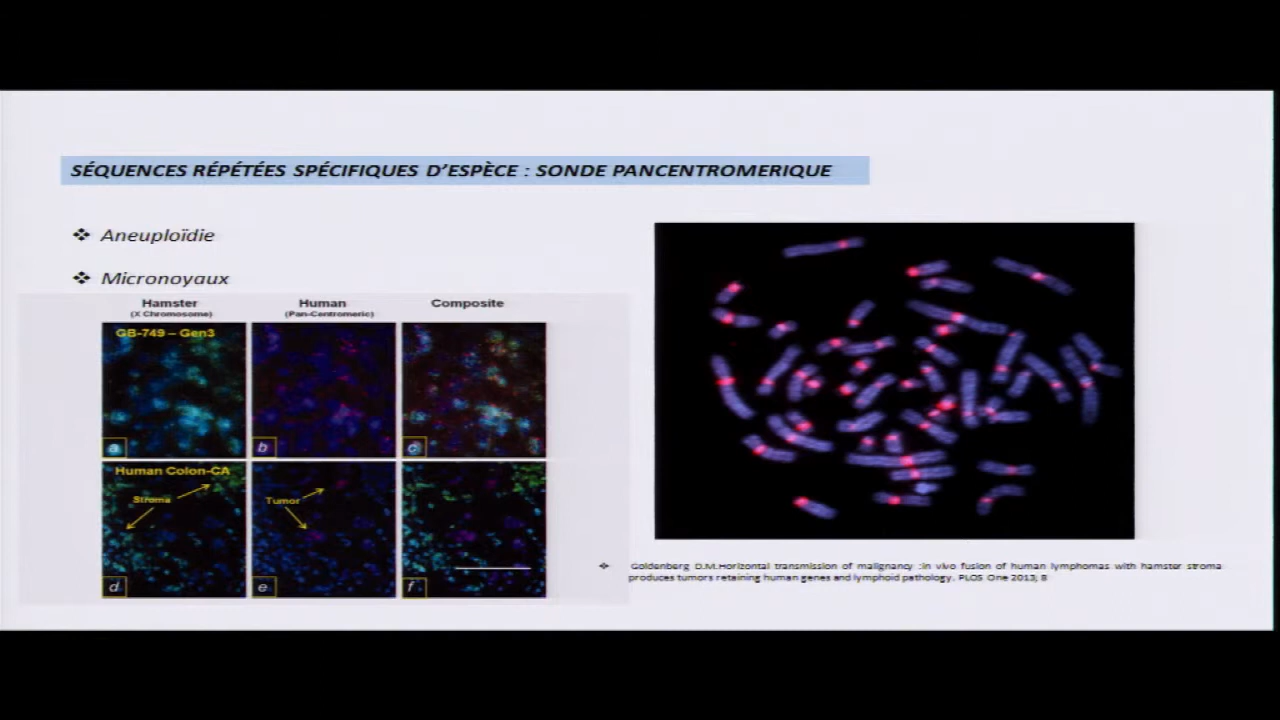 SÉQUENCES RÉPÉTÉES SPÉCIFIQUES D'ESPÈCE : SONDE PANCENTROMERIQUE
❖ Aneuploïdie
❖ Micronoyaux
Hamster
(X Chromosome)
Human
(Pan-Centromeric)
Composite
GB-749 – Gen3
a
b
c
Human Colon-CA
Stroma
Tumor
d
e
f
❖ Goldenberg D.M.Horizontal transmission of malignancy :in vivo fusion of human lymphomas with hamster stroma
produces tumors retaining human genes and lymphoid pathology. PLOS One 2013; 8